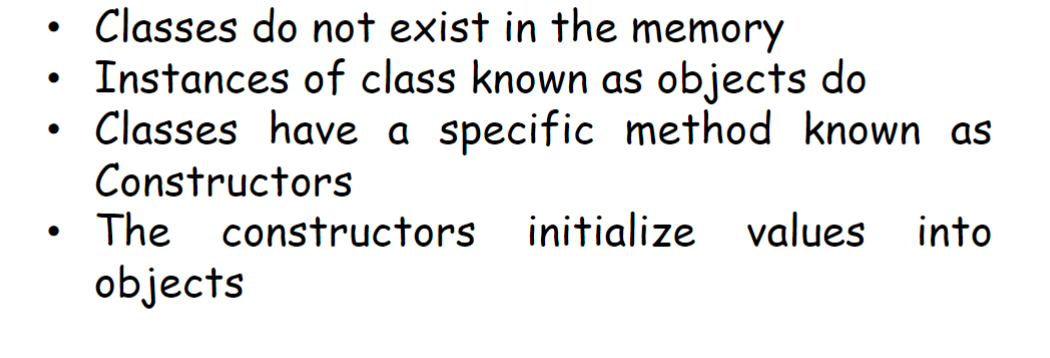 • Classes do not exist in the memory
• Instances of class known as objects do
• Classes have a specific method known as
Constructors
• The constructors initialize values into
objects